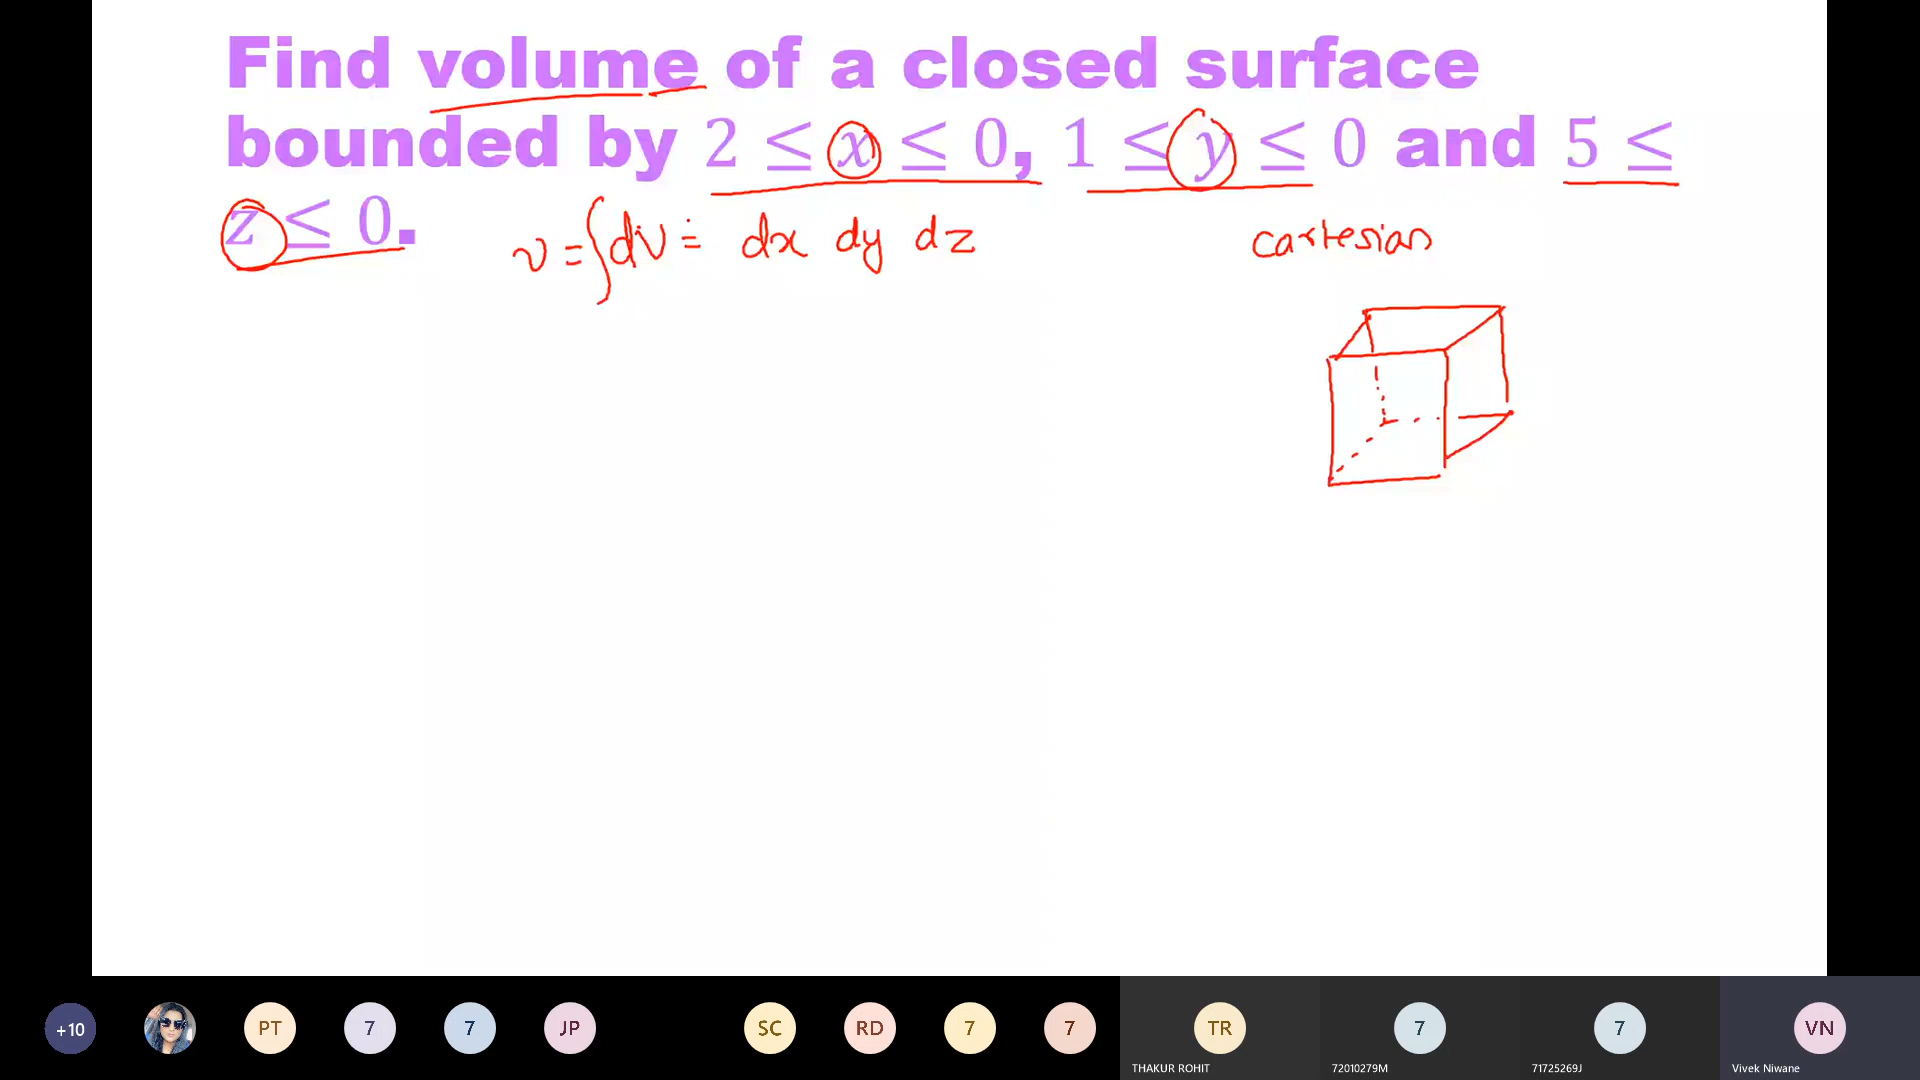 Find volume of a closed surface
bounded by 2 ≤ x ≤ 0, 1 ≤ y ≤ 0 and 5 ≤
z ≤ 0.
v = ∫ dv = dx dy dz
cartesian
+10 PT 7 7 JP SC RD 7 7 TR 7 7 VN
THAKUR ROHIT 72010279M 71725269J Vivek Niwane